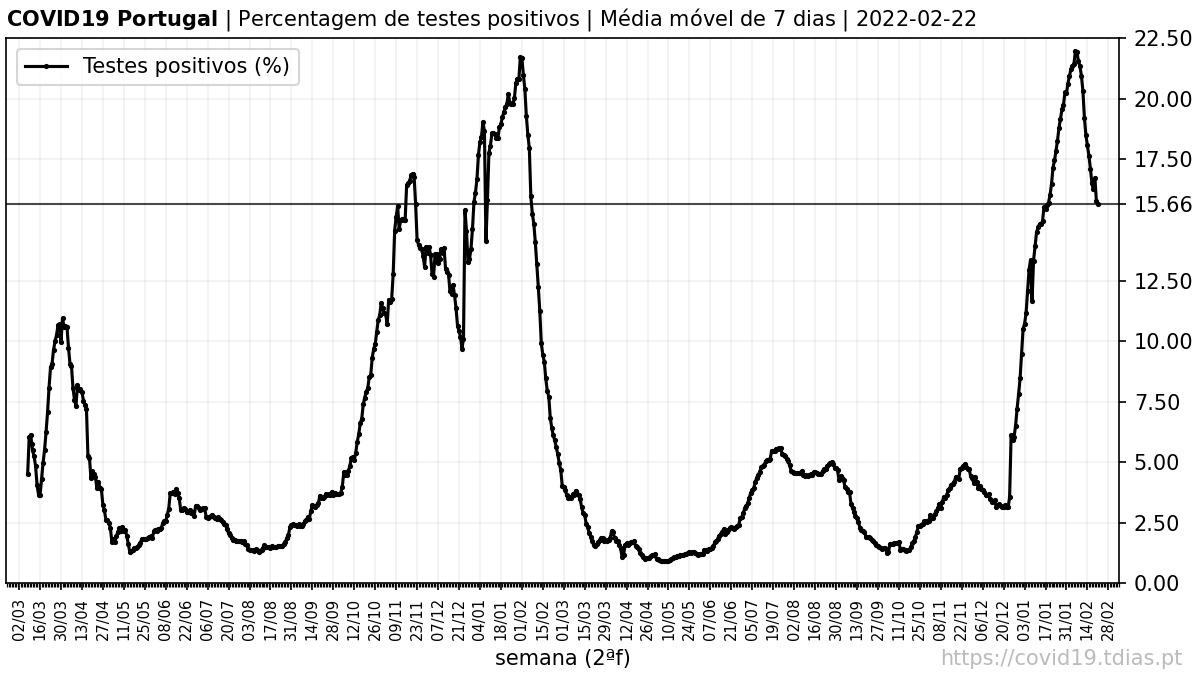 COVID19 Portugal | Percentagem de testes positivos | Média móvel de 7 dias | 2022-02-22
Testes positivos (%)
22.50
20.00
17.50
15.66
12.50
10.00
7.50
5.00
2.50
0.00
02/03 16/03 30/03 13/04 27/04 11/05 25/05 08/06 22/06 06/07 20/07 03/08 17/08 31/08 14/09 28/09 12/10 26/10 09/11 23/11 07/12 21/12 04/01 18/01 01/02 15/02 01/03 15/03 29/03 12/04 26/04 10/05 24/05 07/06 21/06 05/07 19/07 02/08 16/08 30/08 13/09 27/09 11/10 25/10 08/11 22/11 06/12 20/12 03/01 17/01 31/01 14/02 28/02
semana (2ªf)
https://covid19.tdias.pt